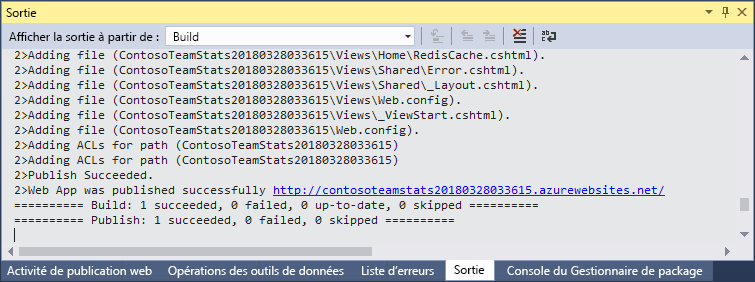 Sortie
Afficher la sortie à partir de : Build
2>Adding file (ContosoTeamStats20180328033615\Views\Home\RedisCache.cshtml).
2>Adding file (ContosoTeamStats20180328033615\Views\Shared\Error.cshtml).
2>Adding file (ContosoTeamStats20180328033615\Views\Shared\_Layout.cshtml).
2>Adding file (ContosoTeamStats20180328033615\Views\Web.config).
2>Adding file (ContosoTeamStats20180328033615\Views\_ViewStart.cshtml).
2>Adding file (ContosoTeamStats20180328033615\Web.config).
2>Adding ACLs for path (ContosoTeamStats20180328033615)
2>Adding ACLs for path (ContosoTeamStats20180328033615)
2>Publish Succeeded.
2>Web App was published successfully http://contosoteamstats20180328033615.azurewebsites.net/
========== Build: 1 succeeded, 0 failed, 0 up-to-date, 0 skipped ==========
========== Publish: 1 succeeded, 0 failed, 0 skipped ==========
Activité de publication web Opérations des outils de données Liste d'erreurs Sortie Console du Gestionnaire de package